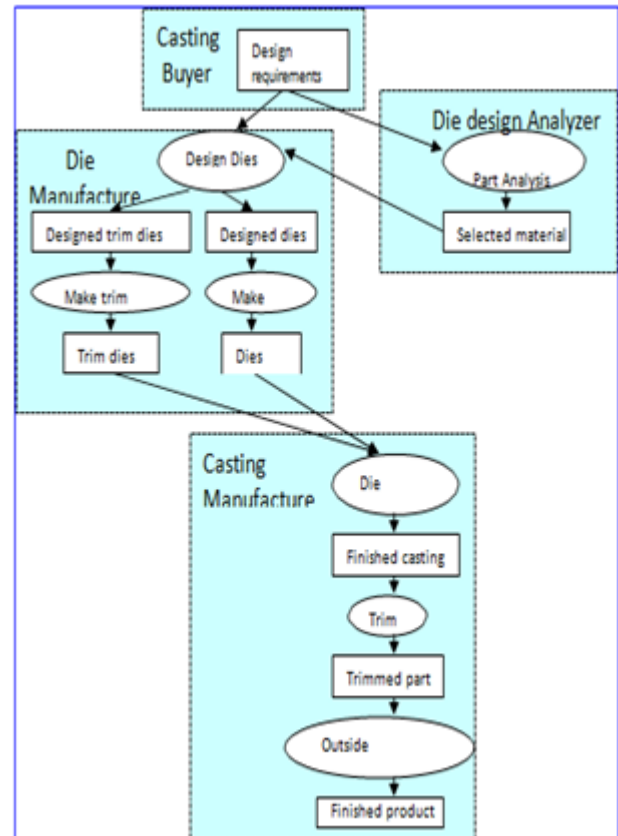 Casting
Buyer
Design
requirements
Die design Analyzer
Die
Manufacture
Design Dies
Part Analysis
Designed trim dies
Designed dies
Selected material
Make trim
Make
Trim dies
Dies
Casting
Manufacture
Die
Finished casting
Trim
Trimmed part
Outside
Finished product